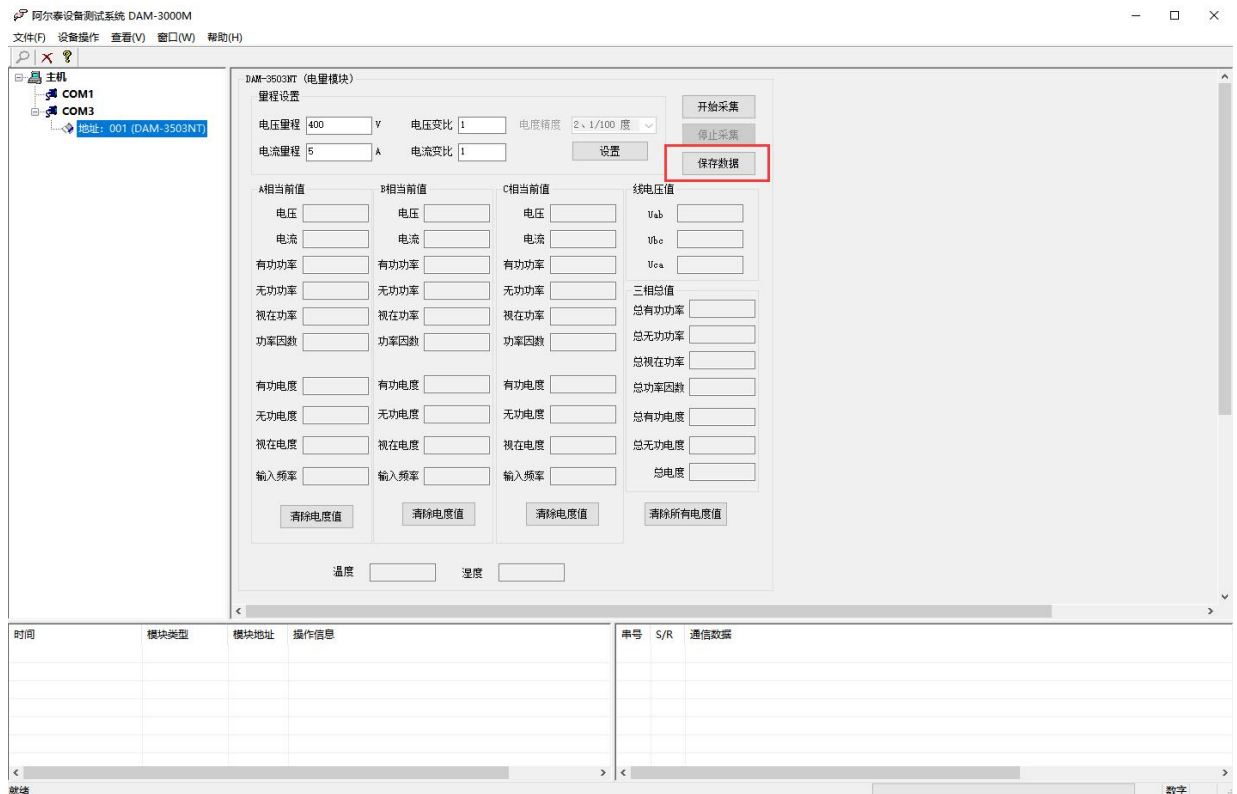 阿尔泰设备测试系统 DAM-3000M
文件(F) 设备操作 查看(V) 窗口(W) 帮助(H)
主机
COM1
COM3
地址：001 (DAM-3503NT)
DAM-3503NT (电量模块)
量程设置
电压量程 400 V 电压变比 1 电度精度 2、1/100 度
电流量程 5 A 电流变比 1 设置
开始采集
停止采集
保存数据
A相当前值
电压
电流
有功功率
无功功率
视在功率
功率因数
有功电度
无功电度
视在电度
输入频率
清除电度值
B相当前值
电压
电流
有功功率
无功功率
视在功率
功率因数
有功电度
无功电度
视在电度
输入频率
清除电度值
C相当前值
电压
电流
有功功率
无功功率
视在功率
功率因数
有功电度
无功电度
视在电度
输入频率
清除电度值
线电压值
Uab
Ubc
Uca
三相总值
总有功功率
总无功功率
总视在功率
总功率因数
总有功电度
总无功电度
总电度
清除所有电度值
温度 湿度
时间 模块类型 模块地址 操作信息
串号 S/R 通信数据
就绪 数字